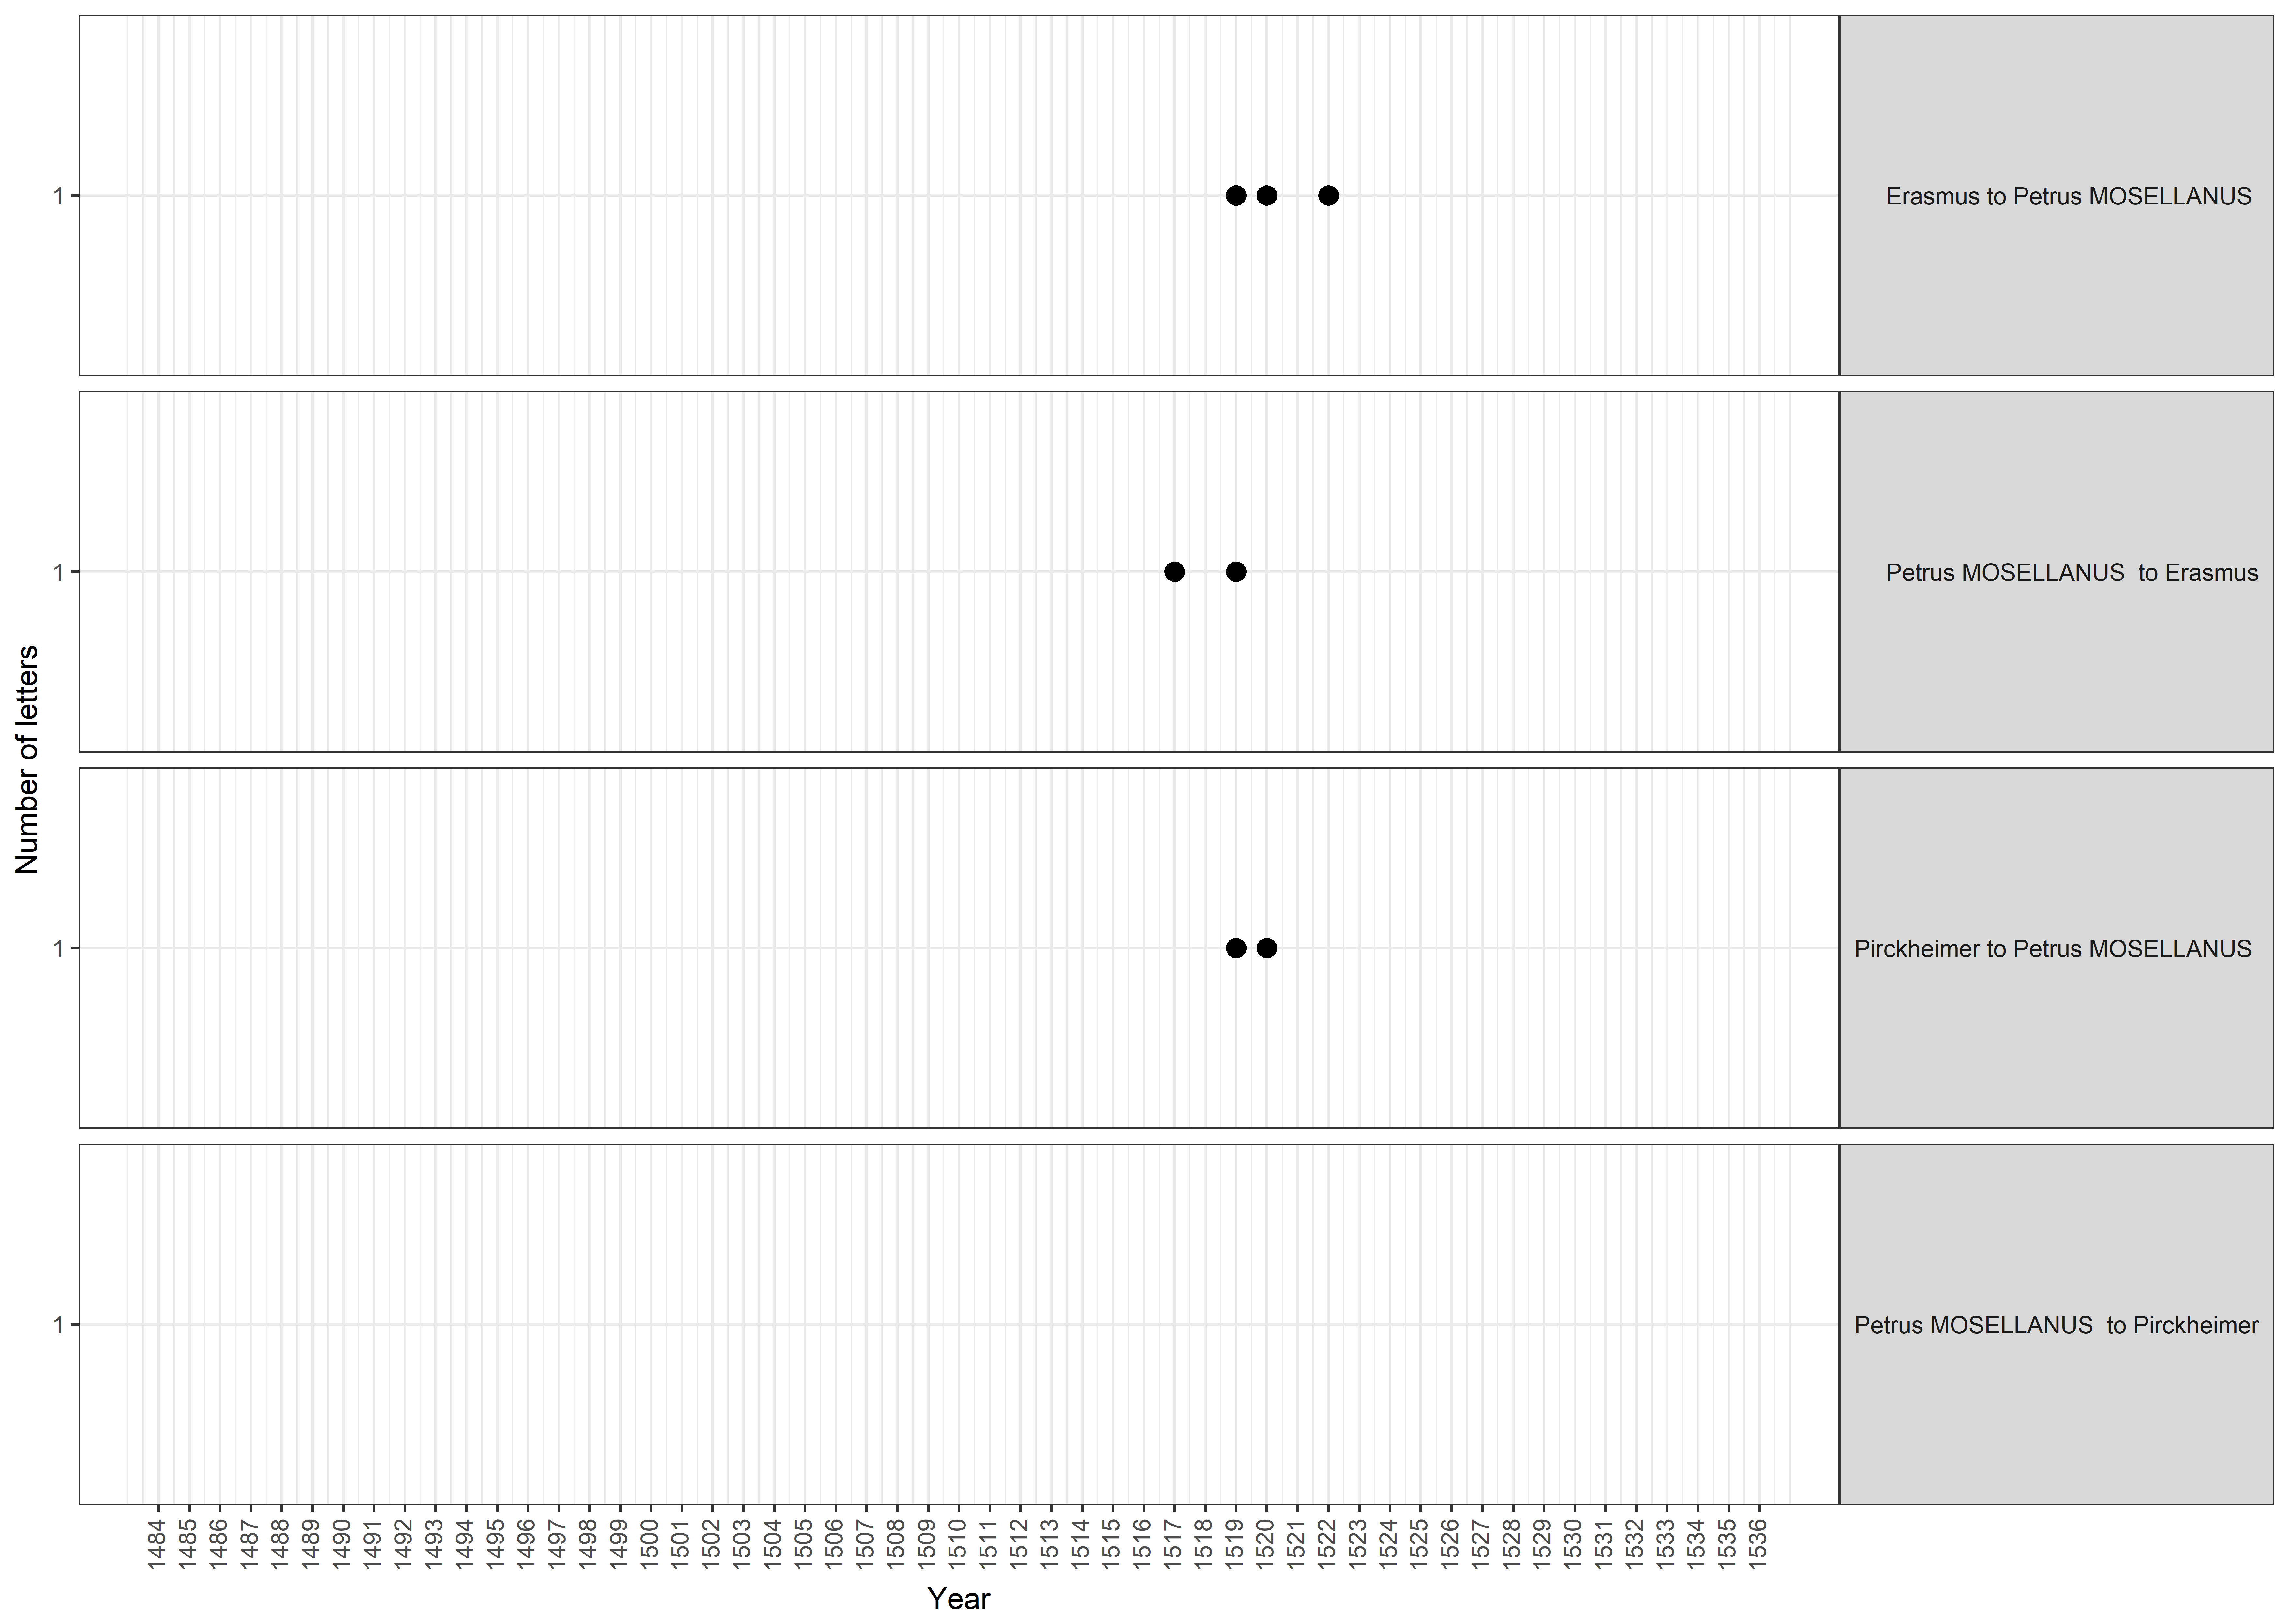 1
Erasmus to Petrus MOSELLANUS
1
Petrus MOSELLANUS  to Erasmus
Number of letters
1
Pirckheimer to Petrus MOSELLANUS
1
Petrus MOSELLANUS  to Pirckheimer
1484 1485 1486 1487 1488 1489 1490 1491 1492 1493 1494 1495 1496 1497 1498 1499 1500 1501 1502 1503 1504 1505 1506 1507 1508 1509 1510 1511 1512 1513 1514 1515 1516 1517 1518 1519 1520 1521 1522 1523 1524 1525 1526 1527 1528 1529 1530 1531 1532 1533 1534 1535 1536
Year